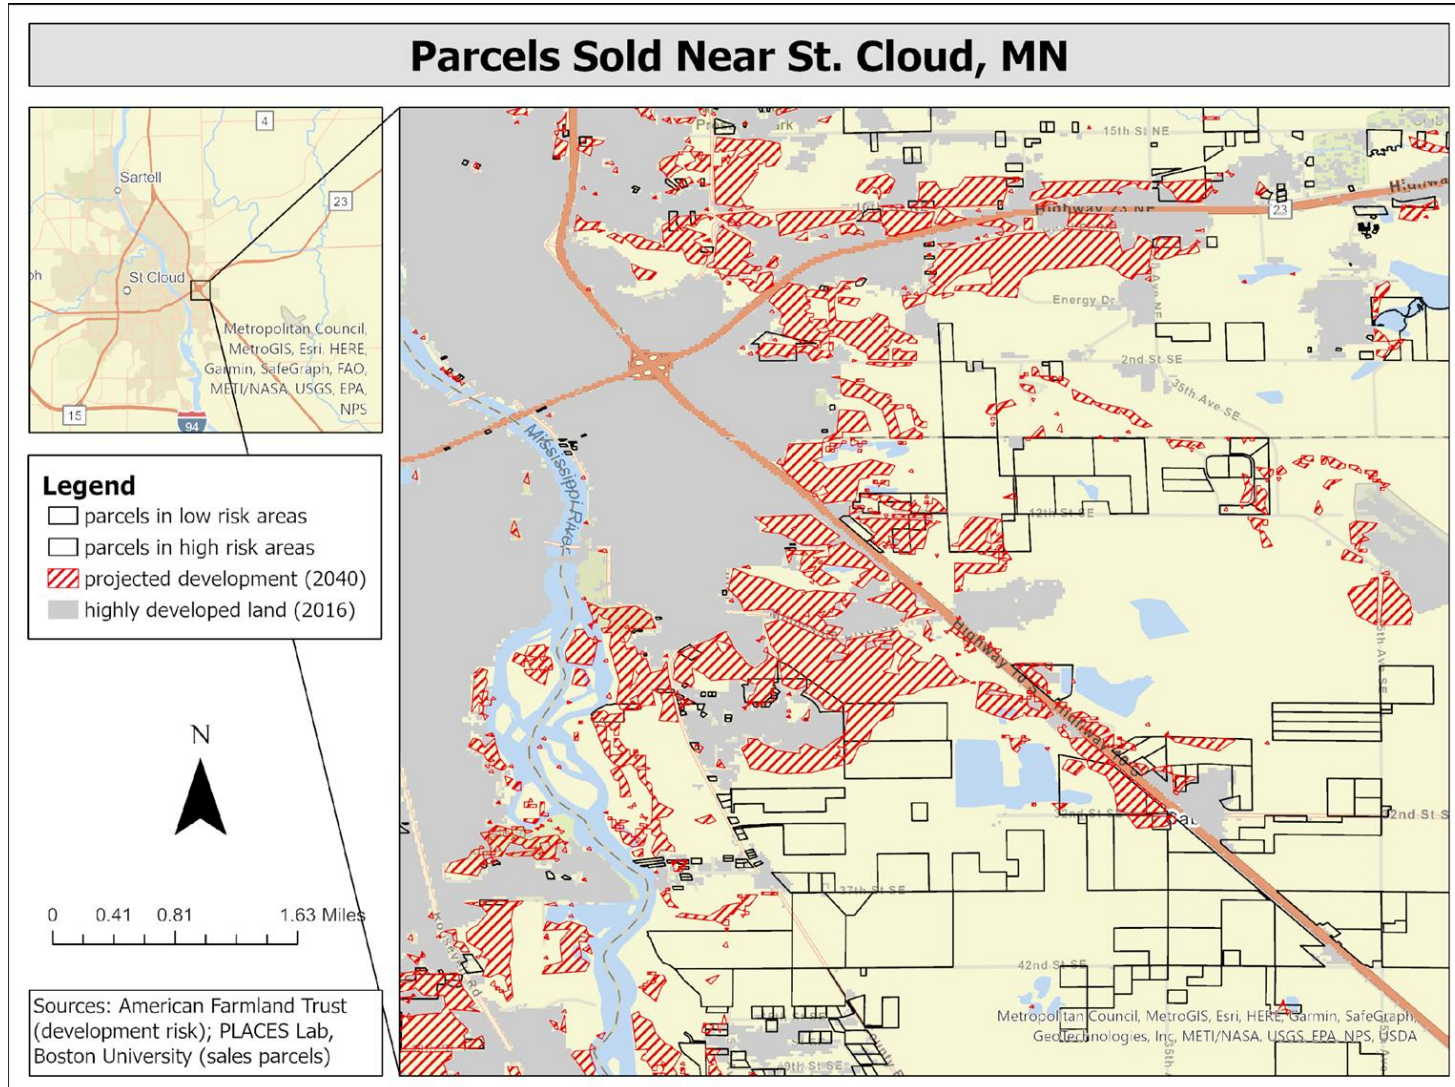 Parcels Sold Near St. Cloud, MN
4
Sartell
23
St Cloud
Metropolitan Council,
MetroGIS, Esri, HERE,
Garmin, SafeGraph, FAO,
METI/NASA, USGS, EPA,
NPS
15
94
Legend
parcels in low risk areas
parcels in high risk areas
projected development (2040)
highly developed land (2016)
N
0 0.41 0.81 1.63 Miles
Sources: American Farmland Trust
(development risk); PLACES Lab,
Boston University (sales parcels)
15th St NE
Highway 23 NE
23
Energy Dr
2nd St SE
35th Ave SE
Mississippi River
12th St SE
Highway 10 S
Highway 10 S
37th St SE
42nd St SE
Metropolitan Council, MetroGIS, Esri, HERE, Garmin, SafeGraph,
GeoTechnologies, Inc, METI/NASA, USGS, EPA, NPS, USDA